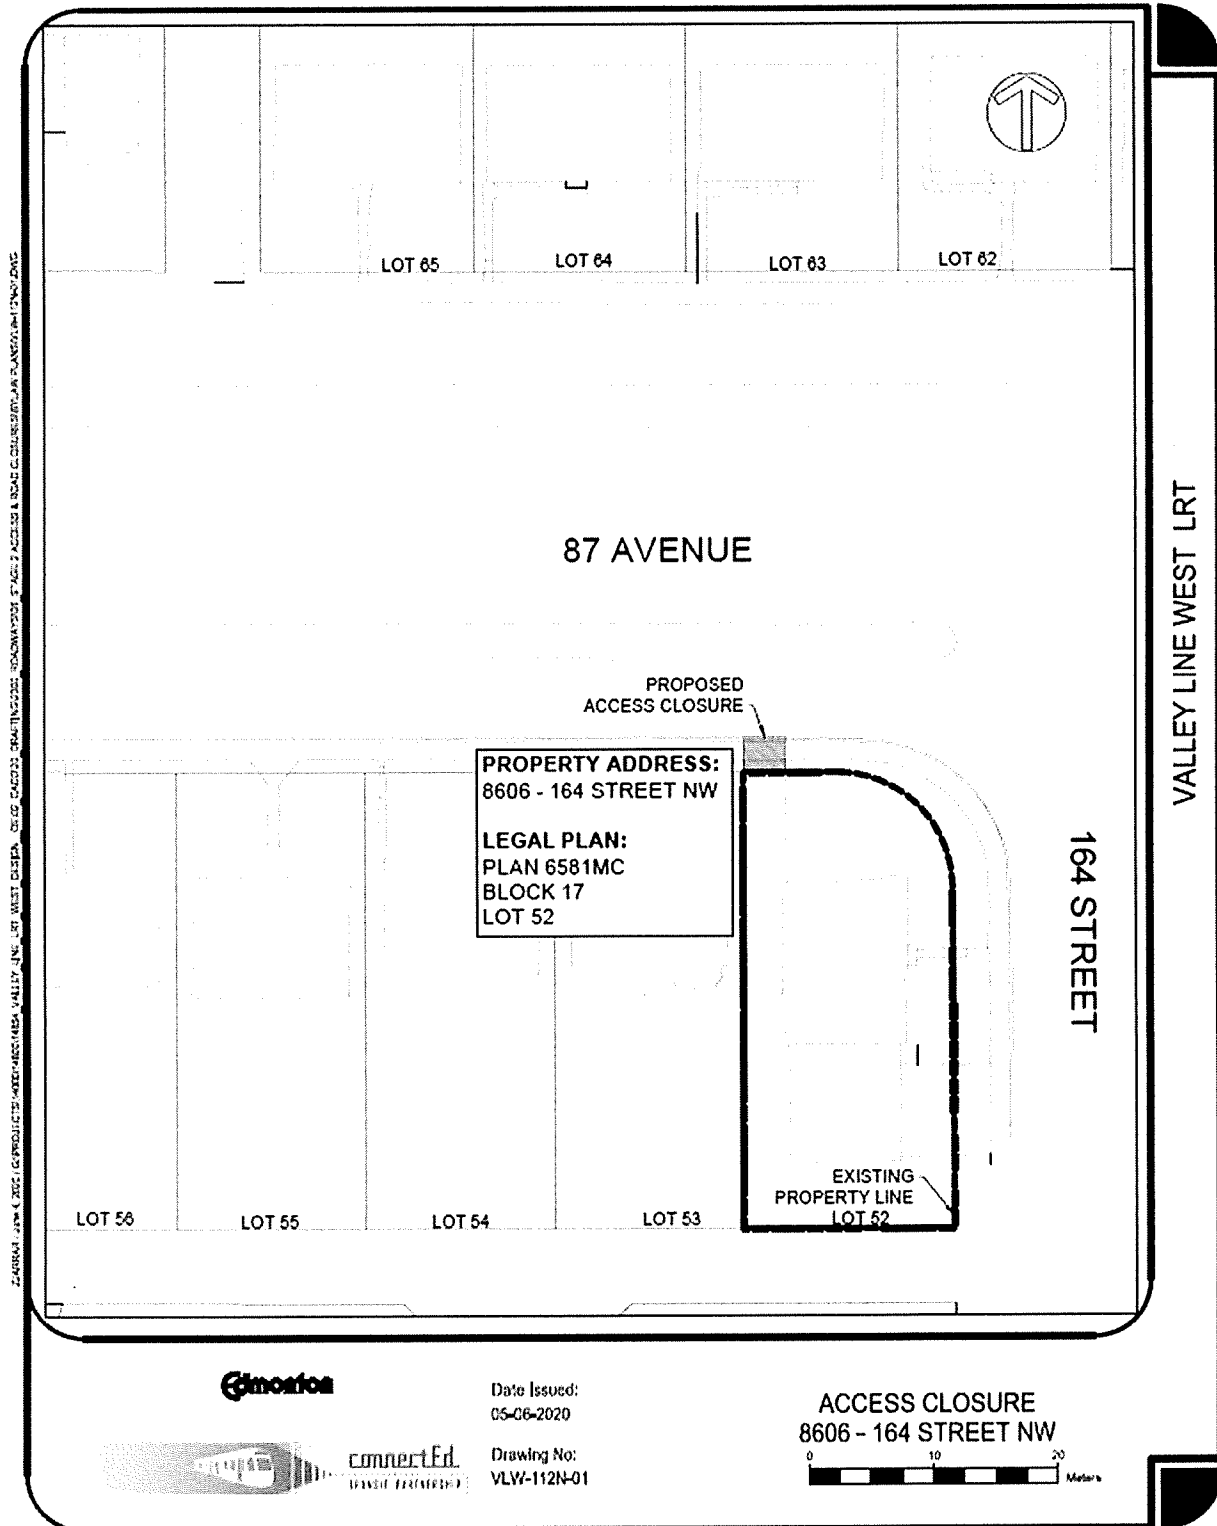 LOT 65
LOT 64
LOT 63
LOT 62
87 AVENUE
PROPOSED
ACCESS CLOSURE
PROPERTY ADDRESS:
8606 - 164 STREET NW
LEGAL PLAN:
PLAN 6581MC
BLOCK 17
LOT 52
164 STREET
EXISTING
PROPERTY LINE
LOT 56
LOT 55
LOT 54
LOT 53
LOT 52
VALLEY LINE WEST LRT
Edmonton
connectEd
TRANSIT PARTNERSHIP
Date Issued:
05-06-2020
Drawing No:
VLW-112N-01
ACCESS CLOSURE
8606 - 164 STREET NW
0 10 20
Meters